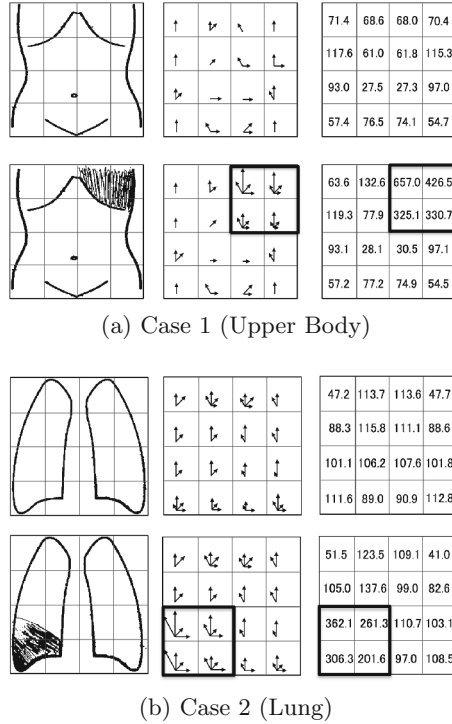 71.4 68.6 68.0 70.4
117.6 61.0 61.8 115.3
93.0 27.5 27.3 97.0
57.4 76.5 74.1 54.7
63.6 132.6 657.0 426.5
119.3 77.9 325.1 330.7
93.1 28.1 30.5 97.1
57.2 77.2 74.9 54.5
(a) Case 1 (Upper Body)
47.2 113.7 113.6 47.7
88.3 115.8 111.1 88.6
101.1 106.2 107.6 101.8
111.6 89.0 90.9 112.8
51.5 123.5 109.1 41.0
105.0 137.6 99.0 82.6
362.1 261.3 110.7 103.1
306.3 201.6 97.0 108.5
(b) Case 2 (Lung)